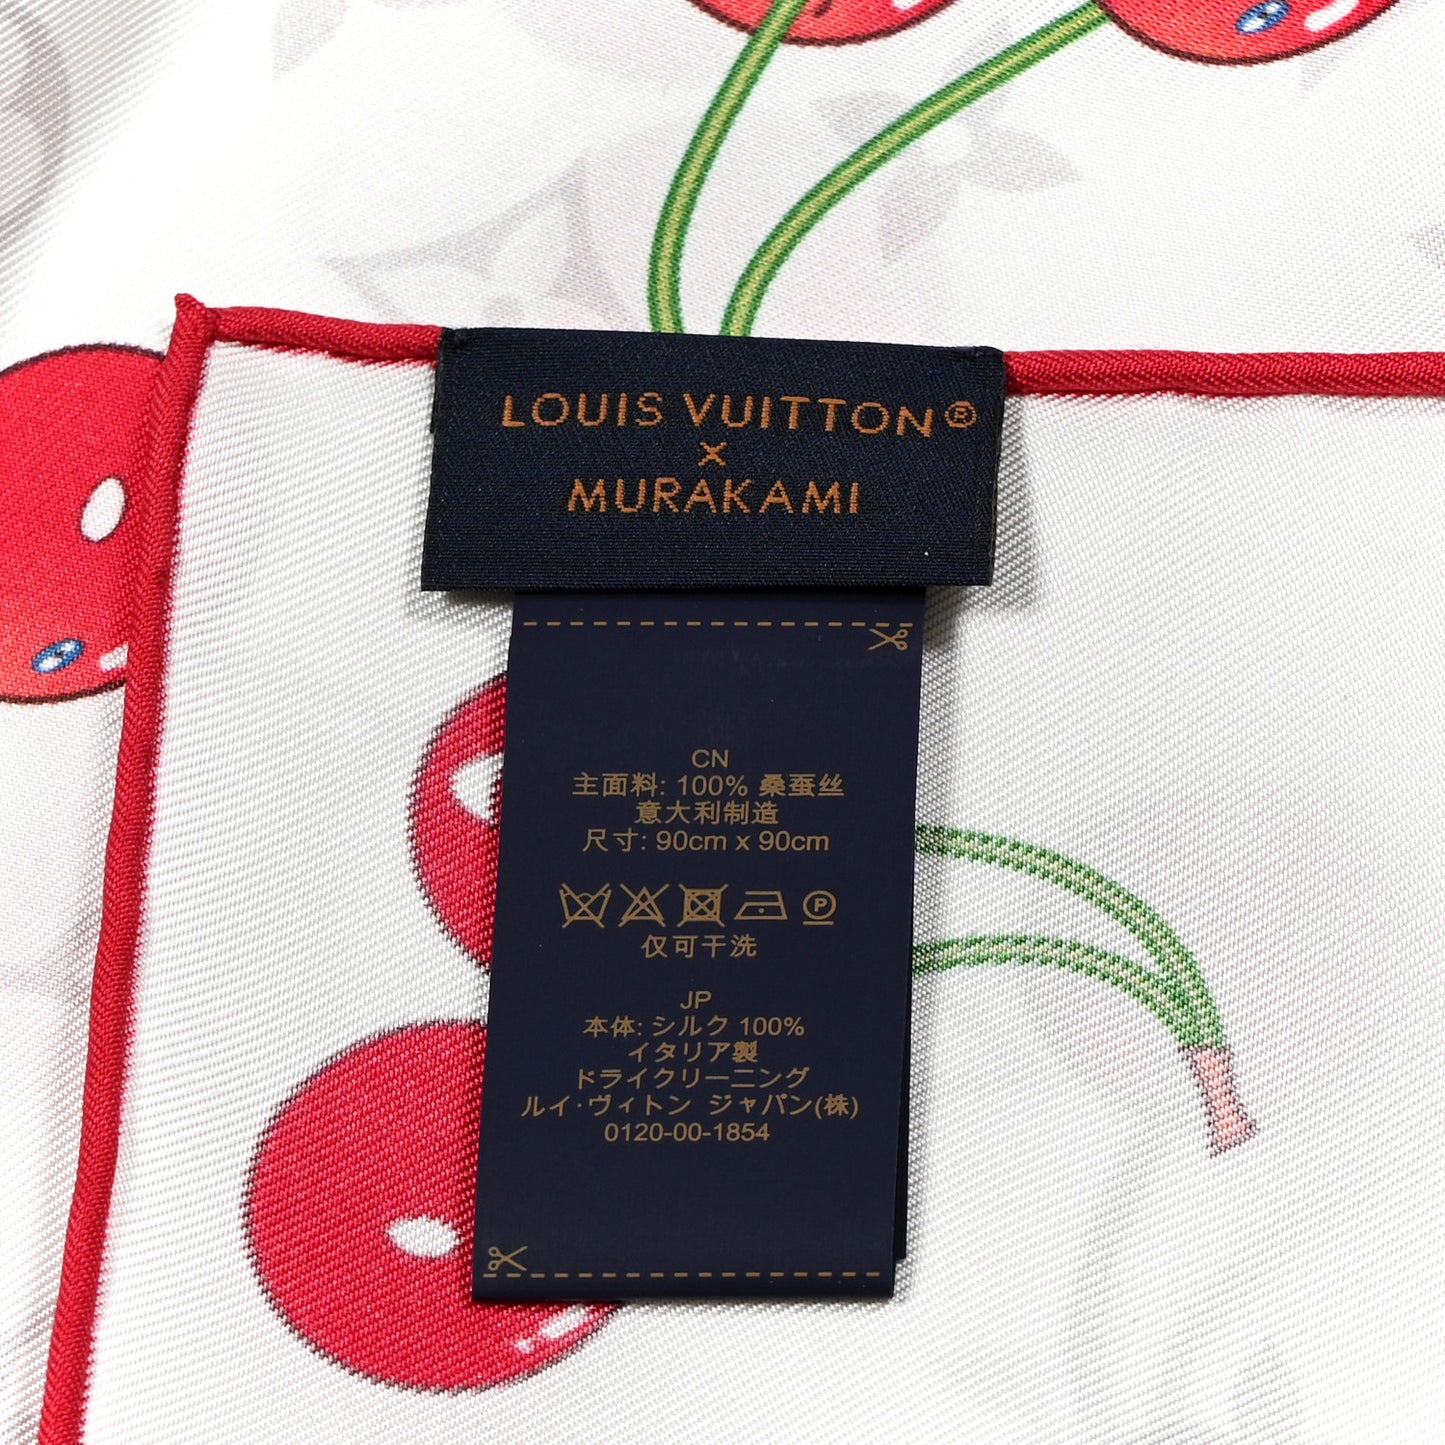 LOUIS VUITTON®
x
MURAKAMI
CN
主面料: 100% 桑蚕丝
意大利制造
尺寸: 90cm x 90cm
P
仅可干洗
JP
本体: シルク 100%
イタリア製
ドライクリーニング
ルイ·ヴィトン ジャパン(株)
0120-00-1854